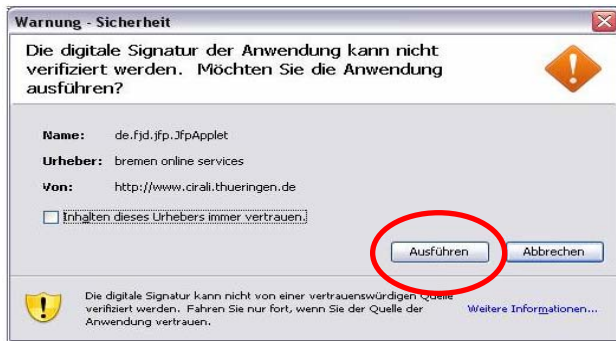 Warnung - Sicherheit
Die digitale Signatur der Anwendung kann nicht
verifiziert werden. Möchten Sie die Anwendung
ausführen?
Name: de.fjd.jfp.JfpApplet
Urheber: bremen online services
Von: http://www.cirali.thueringen.de
Inhalten dieses Urhebers immer vertrauen.
Ausführen Abbrechen
Die digitale Signatur kann nicht von einer vertrauenswürdigen Quelle
verifiziert werden. Fahren Sie nur fort, wenn Sie der Quelle der
Anwendung vertrauen.
Weitere Informationen...